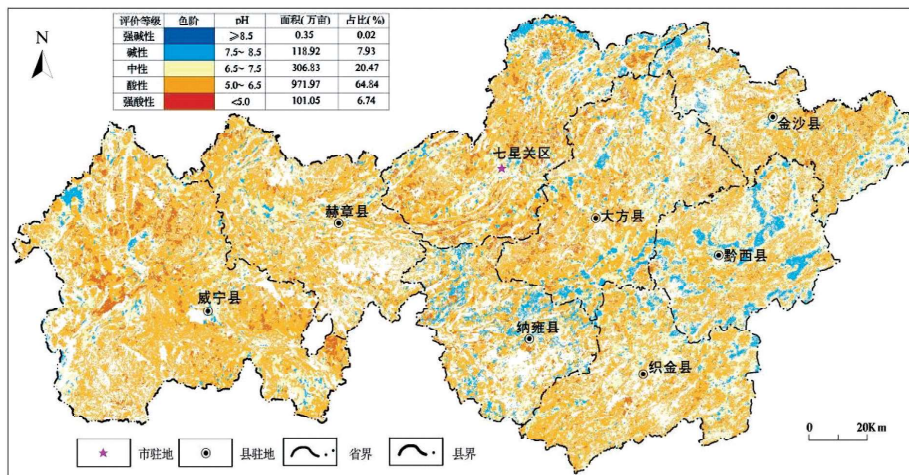 评价等级 色阶 pH 面积(万亩) 占比(%)
强碱性 ≥8.5 0.35 0.02
碱性 7.5~8.5 118.92 7.93
中性 6.5~7.5 306.83 20.47
酸性 5.0~6.5 971.97 64.84
强酸性 <5.0 101.05 6.74
N
金沙县
七星关区
赫章县
大方县
黔西县
威宁县
纳雍县
织金县
0 20Km
市驻地 县驻地 省界 县界